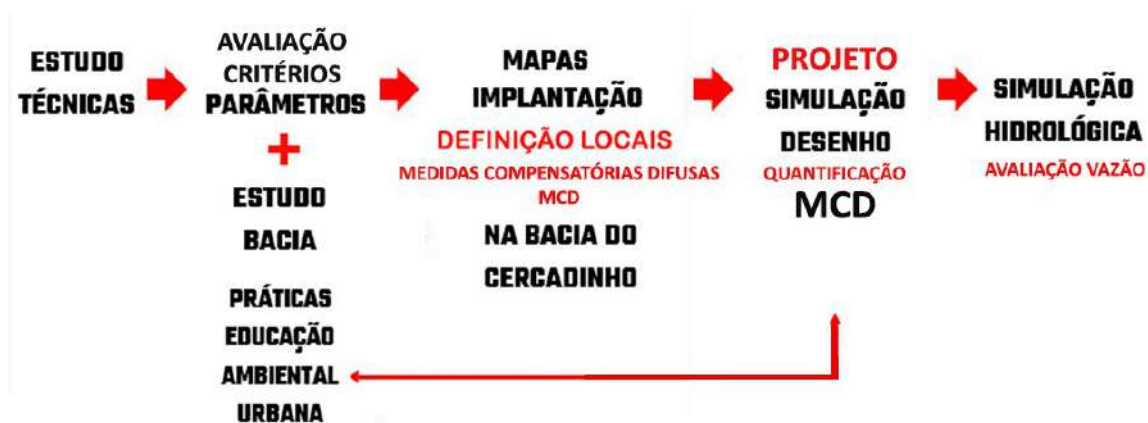 ESTUDO
TÉCNICAS
AVALIAÇÃO
CRITÉRIOS
PARÂMETROS
+
ESTUDO
BACIA
PRÁTICAS
EDUCAÇÃO
AMBIENTAL
URBANA
MAPAS
IMPLANTAÇÃO
DEFINIÇÃO LOCAIS
MEDIDAS COMPENSATÓRIAS DIFUSAS
MCD
NA BACIA DO
CERCADINHO
PROJETO
SIMULAÇÃO
DESENHO
QUANTIFICAÇÃO
MCD
SIMULAÇÃO
HIDROLÓGICA
AVALIAÇÃO VAZÃO